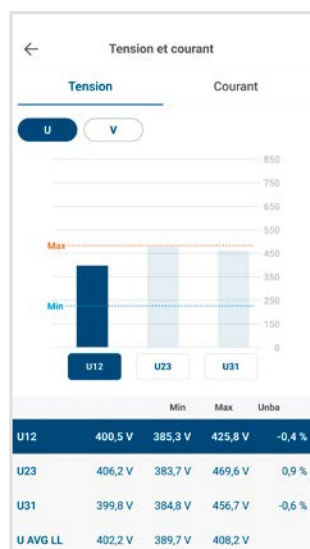 Tension et courant
Tension Courant
U V
850
750
650
550
Max
450
350
250
Min
150
0
U12 U23 U31
Min Max Unba
U12 400,5 V 385,3 V 425,8 V -0,4 %
U23 406,2 V 383,7 V 469,6 V 0,9 %
U31 399,8 V 384,8 V 456,7 V -0,6 %
U AVG LL 402,2 V 389,7 V 408,2 V